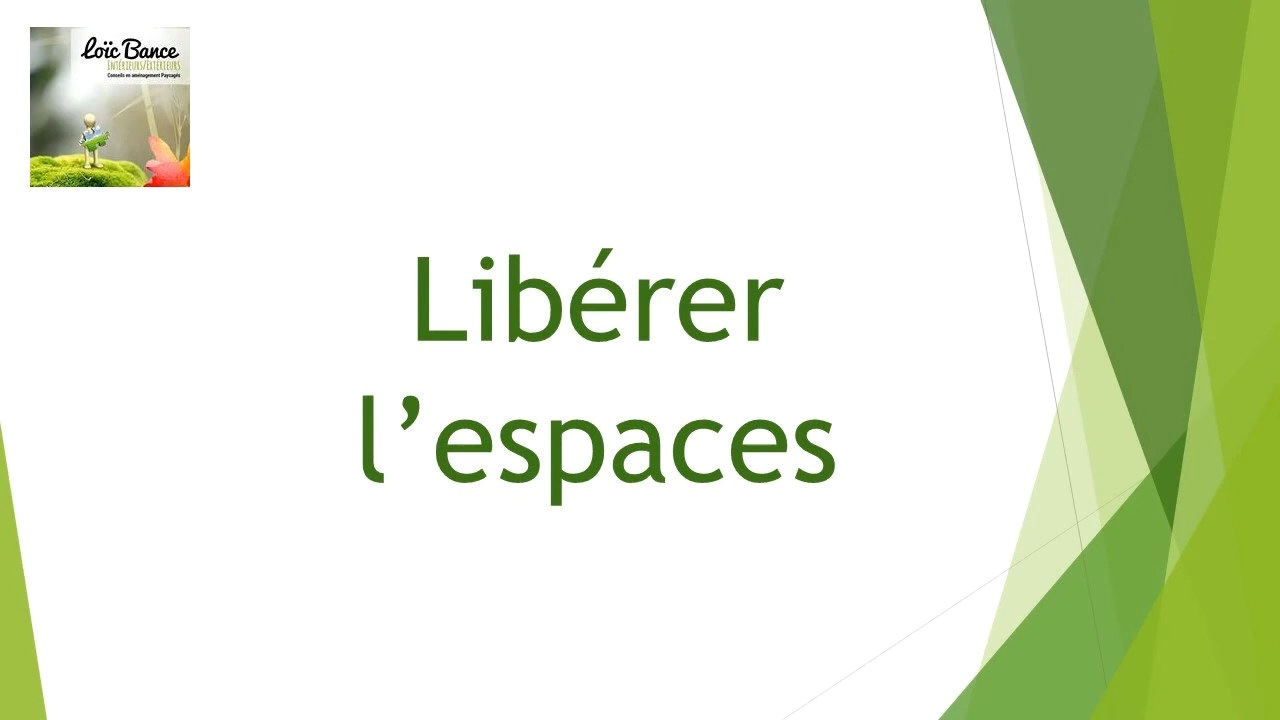 Loïc Bance
Intérieurs/Extérieurs
Conseils en aménagement Paysagés
Libérer
l’espaces